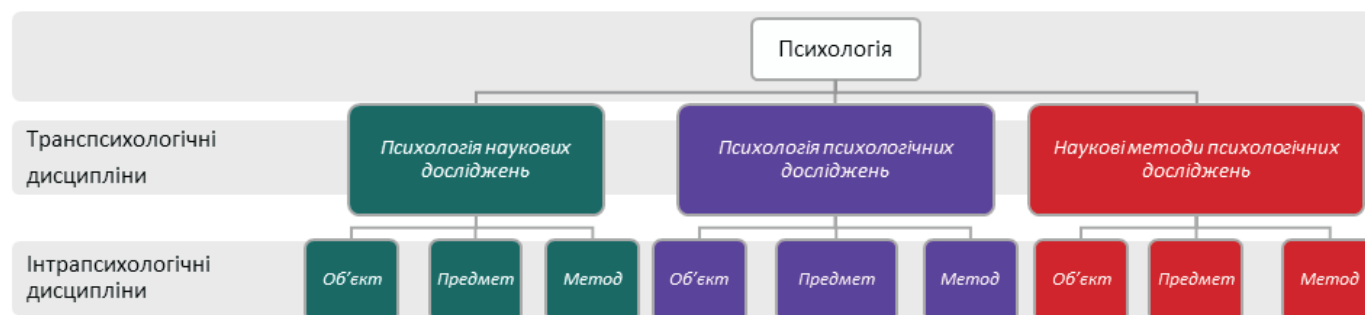 Психологія
Транспсихологічні
дисципліни
Психологія наукових
досліджень
Психологія психологічних
досліджень
Наукові методи психологічних
досліджень
Інтрапсихологічні
дисципліни
Об’єкт
Предмет
Метод
Об’єкт
Предмет
Метод
Об’єкт
Предмет
Метод